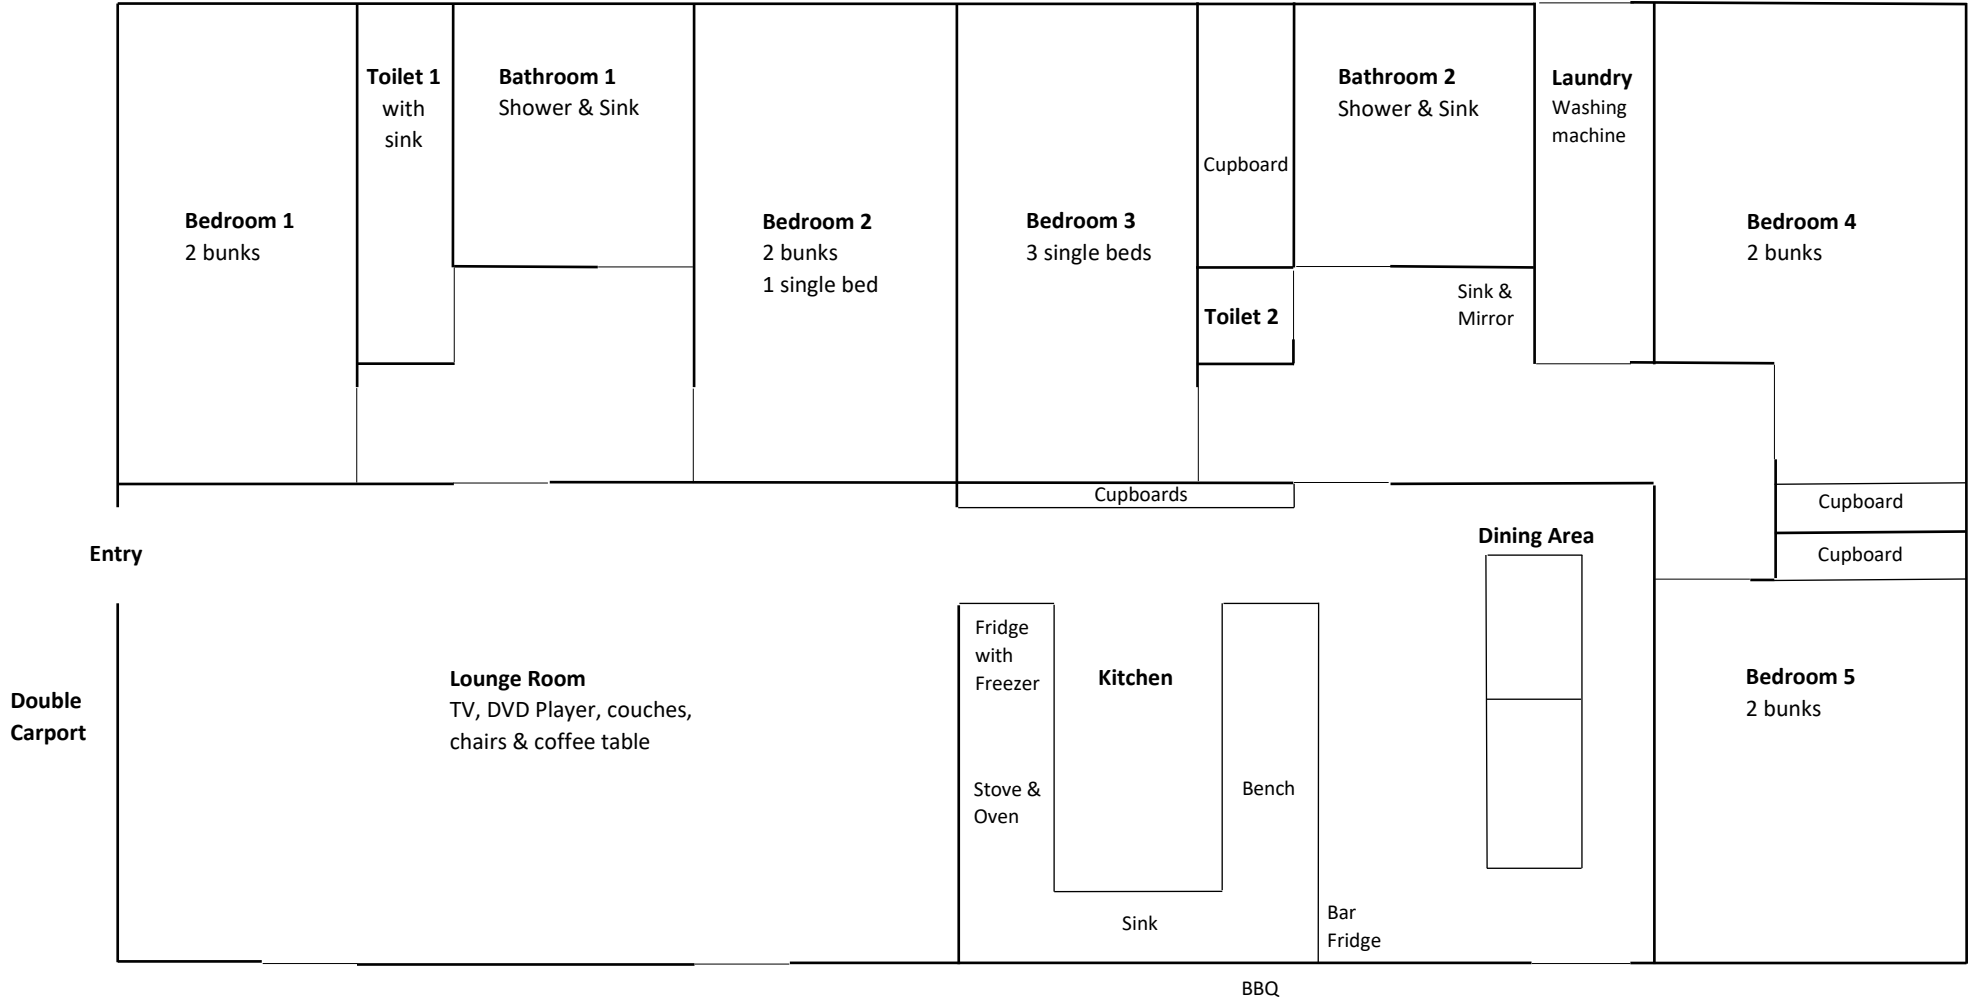 Toilet 1
with
sink
Bathroom 1
Shower & Sink
Bathroom 2
Shower & Sink
Laundry
Washing
machine
Cupboard
Bedroom 1
2 bunks
Bedroom 2
2 bunks
1 single bed
Bedroom 3
3 single beds
Bedroom 4
2 bunks
Toilet 2
Sink &
Mirror
Cupboards
Cupboard
Cupboard
Entry
Dining Area
Double
Carport
Lounge Room
TV, DVD Player, couches,
chairs & coffee table
Fridge
with
Freezer
Kitchen
Bedroom 5
2 bunks
Stove &
Oven
Bench
Sink
Bar
Fridge
BBQ